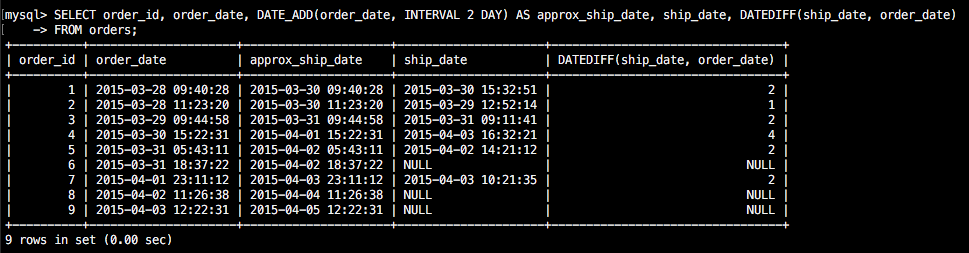 mysql> SELECT order_id, order_date, DATE_ADD(order_date, INTERVAL 2 DAY) AS approx_ship_date, ship_date, DATEDIFF(ship_date, order_date)
    -> FROM orders;
+----------+---------------------+---------------------+---------------------+---------------------------------+
| order_id | order_date          | approx_ship_date    | ship_date           | DATEDIFF(ship_date, order_date) |
+----------+---------------------+---------------------+---------------------+---------------------------------+
|        1 | 2015-03-28 09:40:28 | 2015-03-30 09:40:28 | 2015-03-30 15:32:51 |                               2 |
|        2 | 2015-03-28 11:23:20 | 2015-03-30 11:23:20 | 2015-03-29 12:52:14 |                               1 |
|        3 | 2015-03-29 09:44:58 | 2015-03-31 09:44:58 | 2015-03-31 09:11:41 |                               2 |
|        4 | 2015-03-30 15:22:31 | 2015-04-01 15:22:31 | 2015-04-03 16:32:21 |                               4 |
|        5 | 2015-03-31 05:43:11 | 2015-04-02 05:43:11 | 2015-04-02 14:21:12 |                               2 |
|        6 | 2015-03-31 18:37:22 | 2015-04-02 18:37:22 | NULL                |                            NULL |
|        7 | 2015-04-01 23:11:12 | 2015-04-03 23:11:12 | 2015-04-03 10:21:35 |                               2 |
|        8 | 2015-04-02 11:26:38 | 2015-04-04 11:26:38 | NULL                |                            NULL |
|        9 | 2015-04-03 12:22:31 | 2015-04-05 12:22:31 | NULL                |                            NULL |
+----------+---------------------+---------------------+---------------------+---------------------------------+
9 rows in set (0.00 sec)